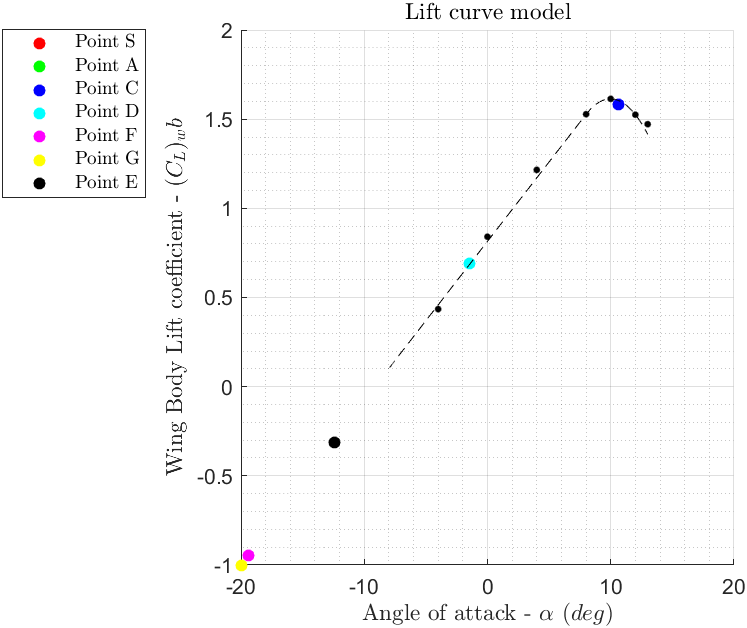 Lift curve model
Point S
Point A
Point C
Point D
Point F
Point G
Point E
Wing Body Lift coefficient - (C_L)_w b
2
1.5
1
0.5
0
-0.5
-1
-20
-10
0
10
20
Angle of attack - α (deg)